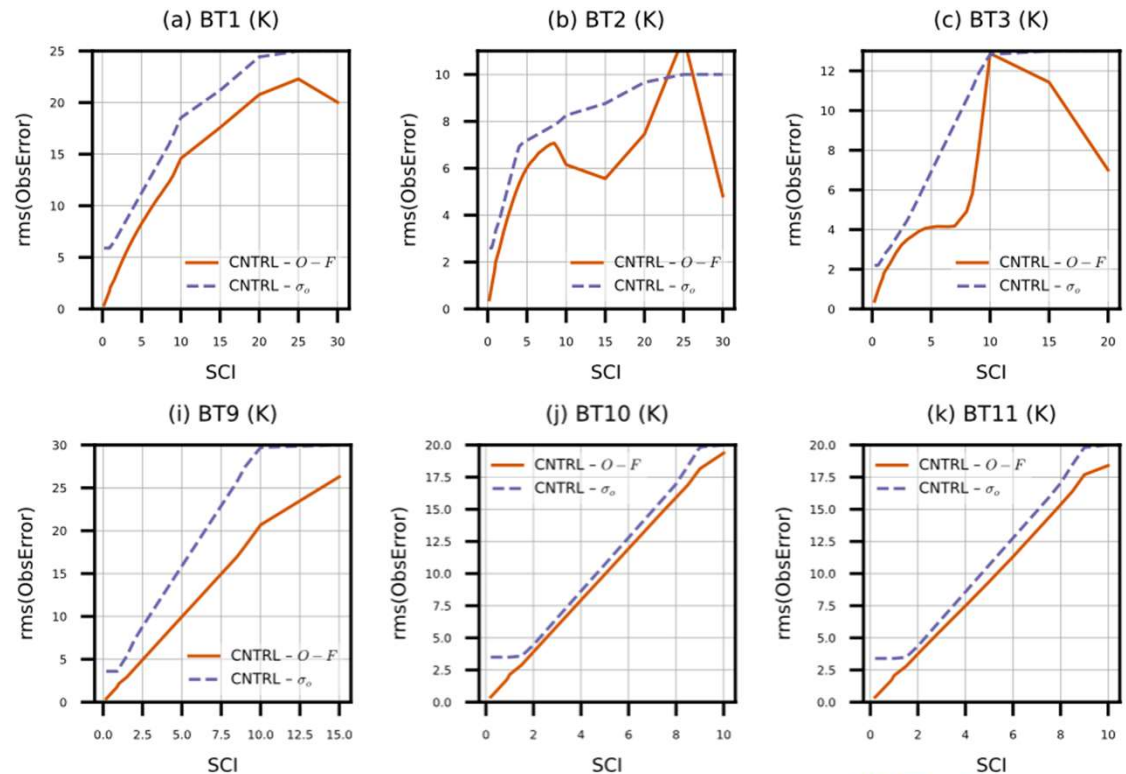 (a) BT1 (K)
25
20
15
10
5
0
rms(ObsError)
CNTRL – O − F
CNTRL – σₒ
0 5 10 15 20 25 30
SCI
(b) BT2 (K)
10
8
6
4
2
0
rms(ObsError)
CNTRL – O − F
CNTRL – σₒ
0 5 10 15 20 25 30
SCI
(c) BT3 (K)
12
10
8
6
4
2
0
rms(ObsError)
CNTRL – O − F
CNTRL – σₒ
0 5 10 15 20
SCI
(i) BT9 (K)
30
25
20
15
10
5
0
rms(ObsError)
CNTRL – O − F
CNTRL – σₒ
0.0 2.5 5.0 7.5 10.0 12.5 15.0
SCI
(j) BT10 (K)
20.0
17.5
15.0
12.5
10.0
7.5
5.0
2.5
0.0
rms(ObsError)
CNTRL – O − F
CNTRL – σₒ
0 2 4 6 8 10
SCI
(k) BT11 (K)
20.0
17.5
15.0
12.5
10.0
7.5
5.0
2.5
0.0
rms(ObsError)
CNTRL – O − F
CNTRL – σₒ
0 2 4 6 8 10
SCI